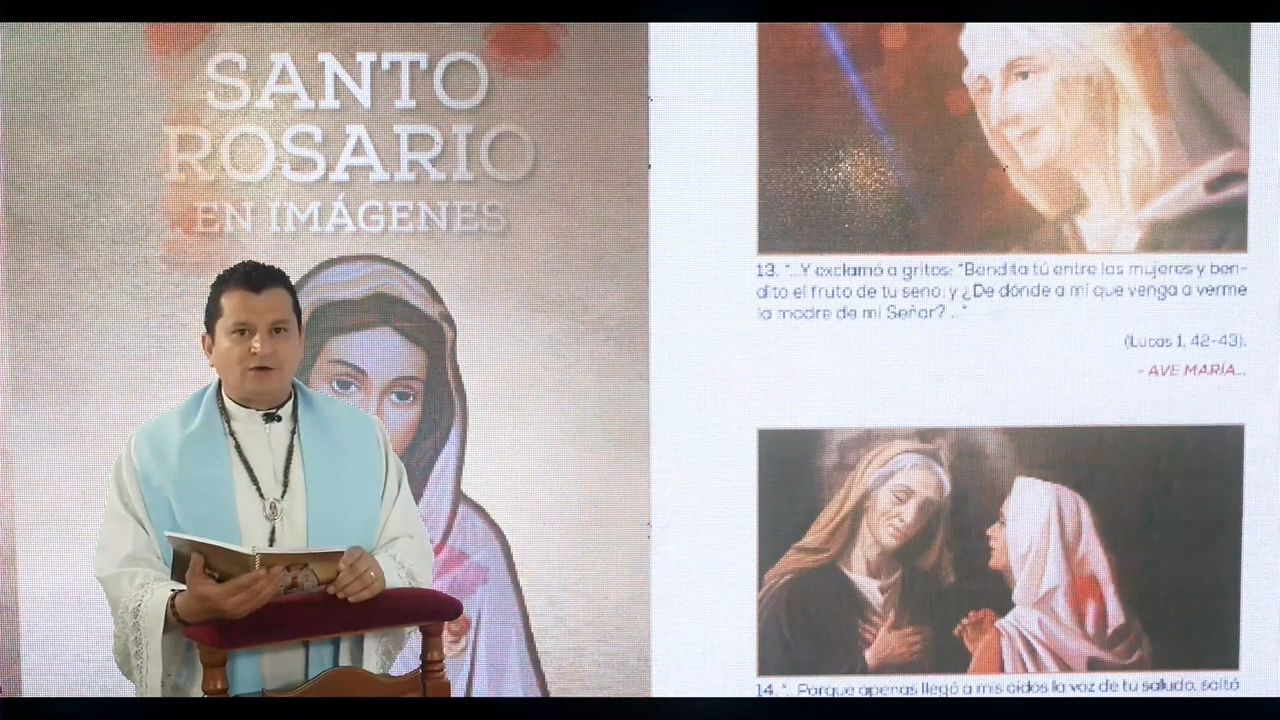 SANTO
ROSARIO
EN IMÁGENES
13. "...Y exclamó a gritos: "Bendita tú entre las mujeres y ben-
dito el fruto de tu seno; y ¿De dónde a mí que venga a verme
la madre de mi Señor?..."
(Lucas 1, 42-43).
- AVE MARÍA...
14. "...Porque apenas llegó a mis oídos la voz de tu saludo, saltó